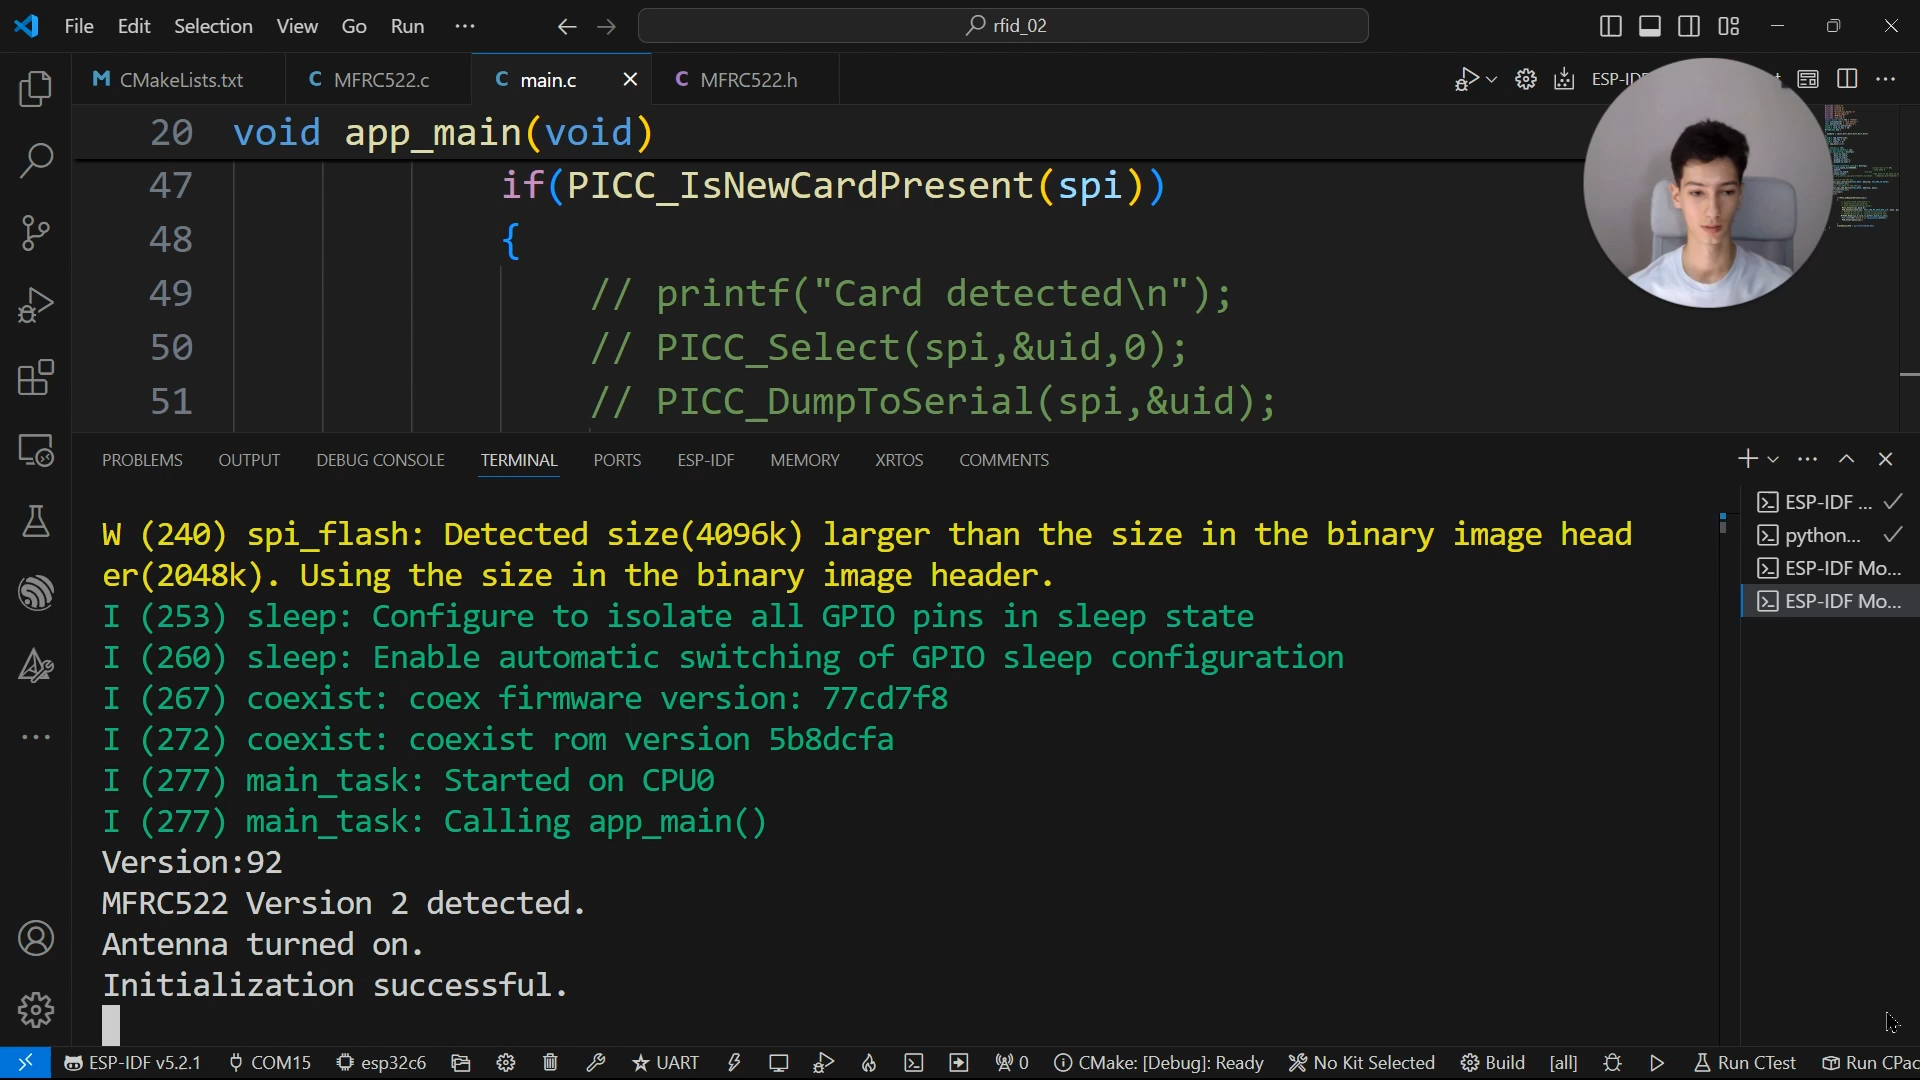 File Edit Selection View Go Run ···
rfid_02
CMakeLists.txt
MFRC522.c
main.c
MFRC522.h
ESP-ID
20 void app_main(void)
47 if(PICC_IsNewCardPresent(spi))
48 {
49 // printf("Card detected\n");
50 // PICC_Select(spi,&uid,0);
51 // PICC_DumpToSerial(spi,&uid);
PROBLEMS OUTPUT DEBUG CONSOLE TERMINAL PORTS ESP-IDF MEMORY XRTOS COMMENTS
ESP-IDF ...
python...
ESP-IDF Mo...
ESP-IDF Mo...
W (240) spi_flash: Detected size(4096k) larger than the size in the binary image head
er(2048k). Using the size in the binary image header.
I (253) sleep: Configure to isolate all GPIO pins in sleep state
I (260) sleep: Enable automatic switching of GPIO sleep configuration
I (267) coexist: coex firmware version: 77cd7f8
I (272) coexist: coexist rom version 5b8dcfa
I (277) main_task: Started on CPU0
I (277) main_task: Calling app_main()
Version:92
MFRC522 Version 2 detected.
Antenna turned on.
Initialization successful.
ESP-IDF v5.2.1 COM15 esp32c6 UART 0 CMake: [Debug]: Ready No Kit Selected Build [all] Run CTest Run CPac